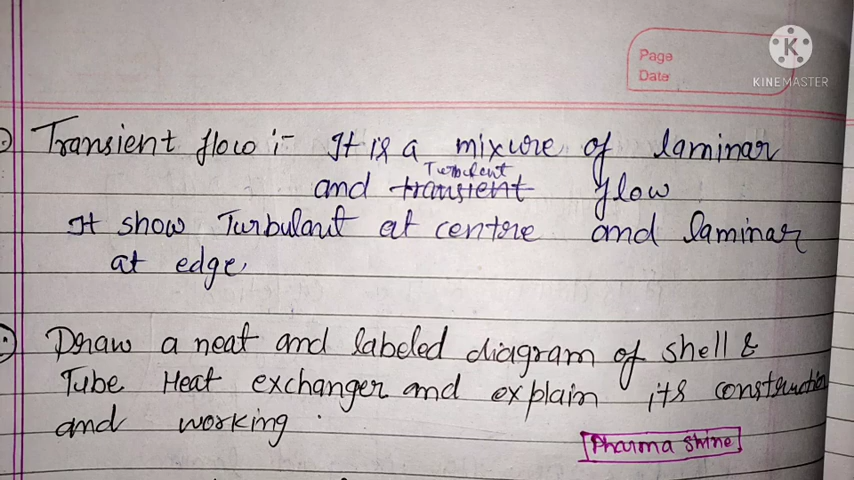 Page
Date
K
KINEMASTER
Transient flow :- It is a mixure of laminar
Turbulent
and transient flow
It show Turbulant at centre and laminar
at edge.
Draw a neat and labeled diagram of shell &
Tube Heat exchanger and explain its construction
and working.
Pharma Shine